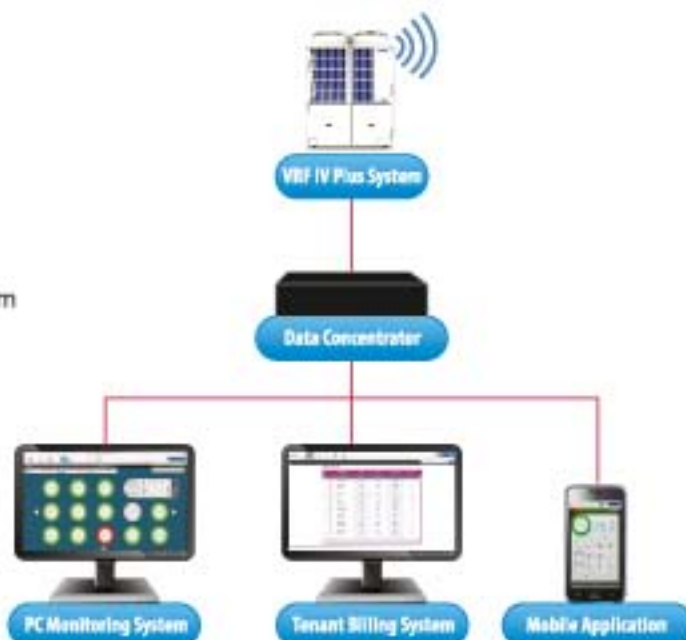 VRF IV Plus System
m
Data Concentrator
PC Monitoring System
Tenant Billing System
Mobile Application